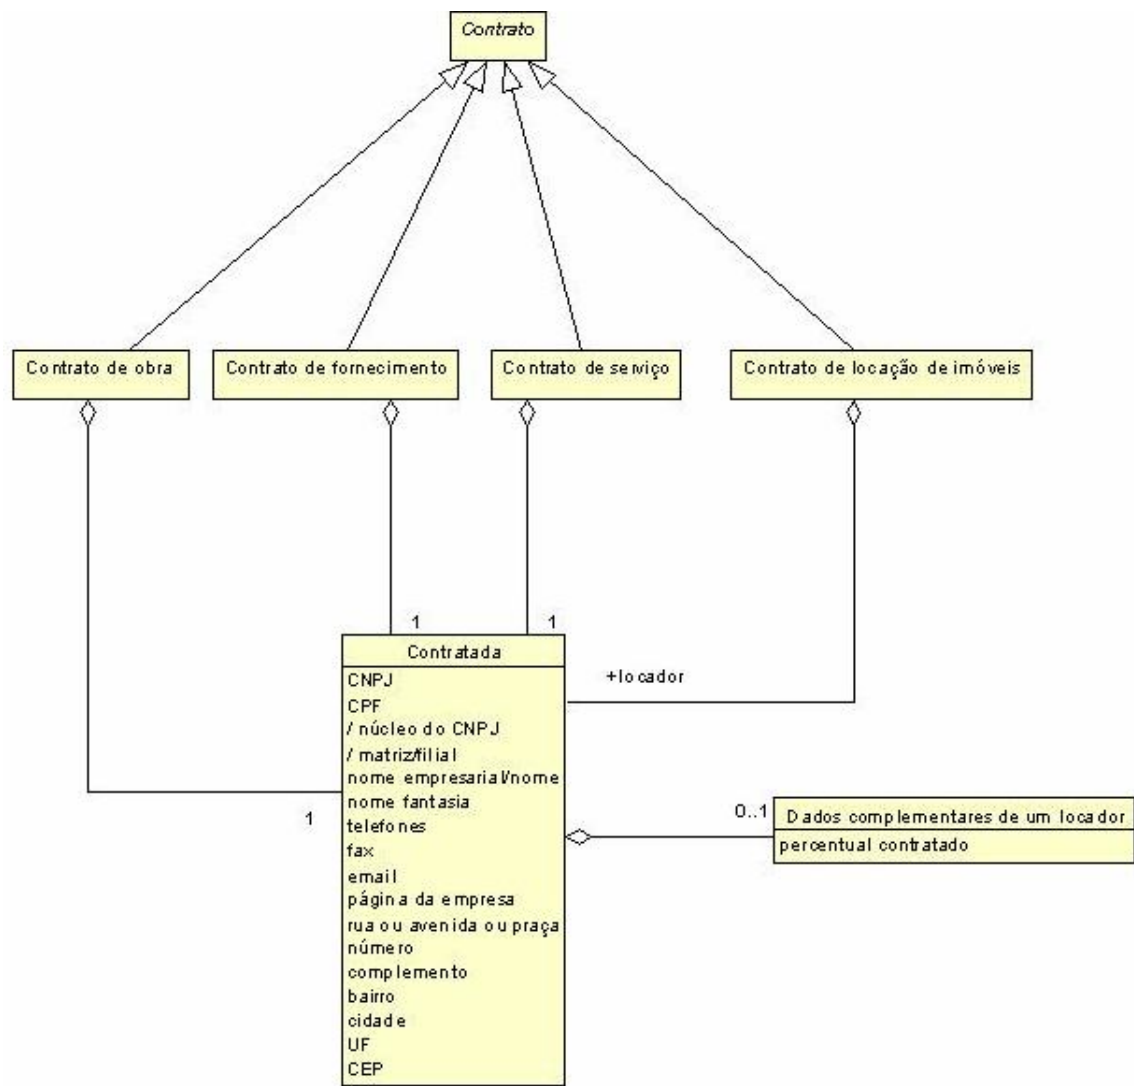 Contrato
Contrato de obra
Contrato de fornecimento
Contrato de serviço
Contrato de locação de imóveis
1
1
Contratada
+locador
CNPJ
CPF
/ núcleo do CNPJ
/ matriz/filial
nome empresarial/nome
nome fantasia
telefones
fax
email
página da empresa
rua ou avenida ou praça
número
complemento
bairro
cidade
UF
CEP
1
0..1
Dados complementares de um locador
percentual contratado